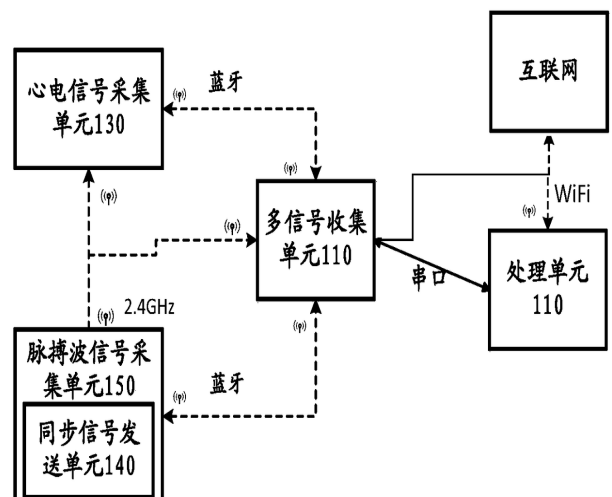 心电信号采集
单元130
蓝牙
互联网
多信号收集
单元110
WiFi
串口
处理单元
110
2.4GHz
脉搏波信号采
集单元150
蓝牙
同步信号发
送单元140